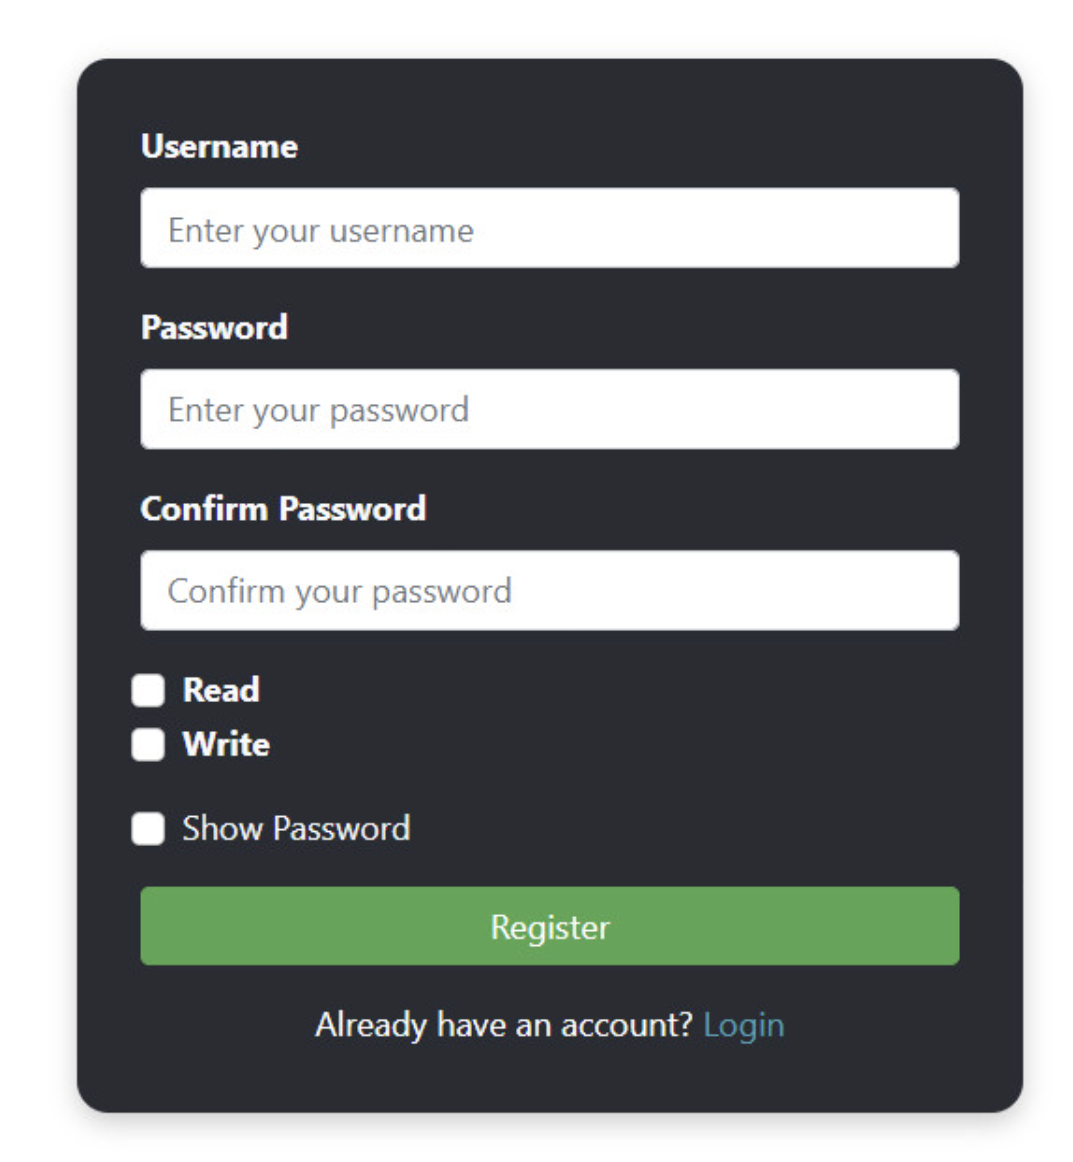 Username
Enter your username
Password
Enter your password
Confirm Password
Confirm your password
Read
Write
Show Password
Register
Already have an account? Login